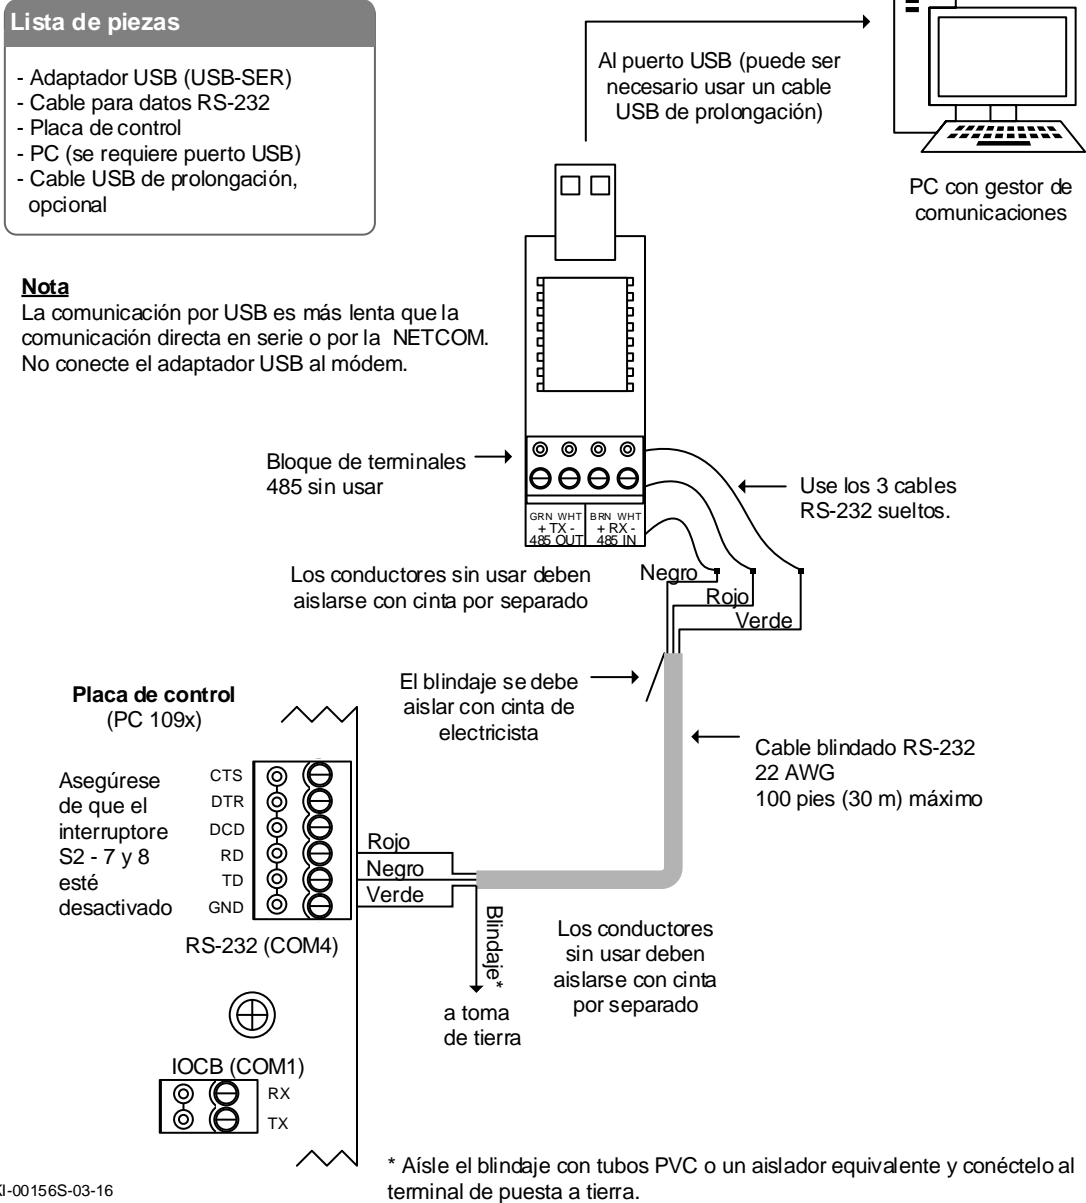 Lista de piezas
- Adaptador USB (USB-SER)
- Cable para datos RS-232
- Placa de control
- PC (se requiere puerto USB)
- Cable USB de prolongación,
opcional
Al puerto USB (puede ser
necesario usar un cable
USB de prolongación)
PC con gestor de
comunicaciones
Nota
La comunicación por USB es más lenta que la
comunicación directa en serie o por la NETCOM.
No conecte el adaptador USB al módem.
Bloque de terminales
485 sin usar
Use los 3 cables
RS-232 sueltos.
GRN WHT
+ TX -
485 OUT
BRN WHT
+ RX -
485 IN
Los conductores sin usar deben
aislarse con cinta por separado
Negro
Rojo
Verde
El blindaje se debe
aislar con cinta de
electricista
Placa de control
(PC 109x)
Cable blindado RS-232
22 AWG
100 pies (30 m) máximo
Asegúrese
de que el
interruptore
S2 - 7 y 8
esté
desactivado
CTS
DTR
DCD
RD
TD
GND
Rojo
Negro
Verde
RS-232 (COM4)
Blindaje*
a toma
de tierra
Los conductores
sin usar deben
aislarse con cinta
por separado
IOCB (COM1)
RX
TX
* Aísle el blindaje con tubos PVC o un aislador equivalente y conéctelo al
terminal de puesta a tierra.
I-00156S-03-16